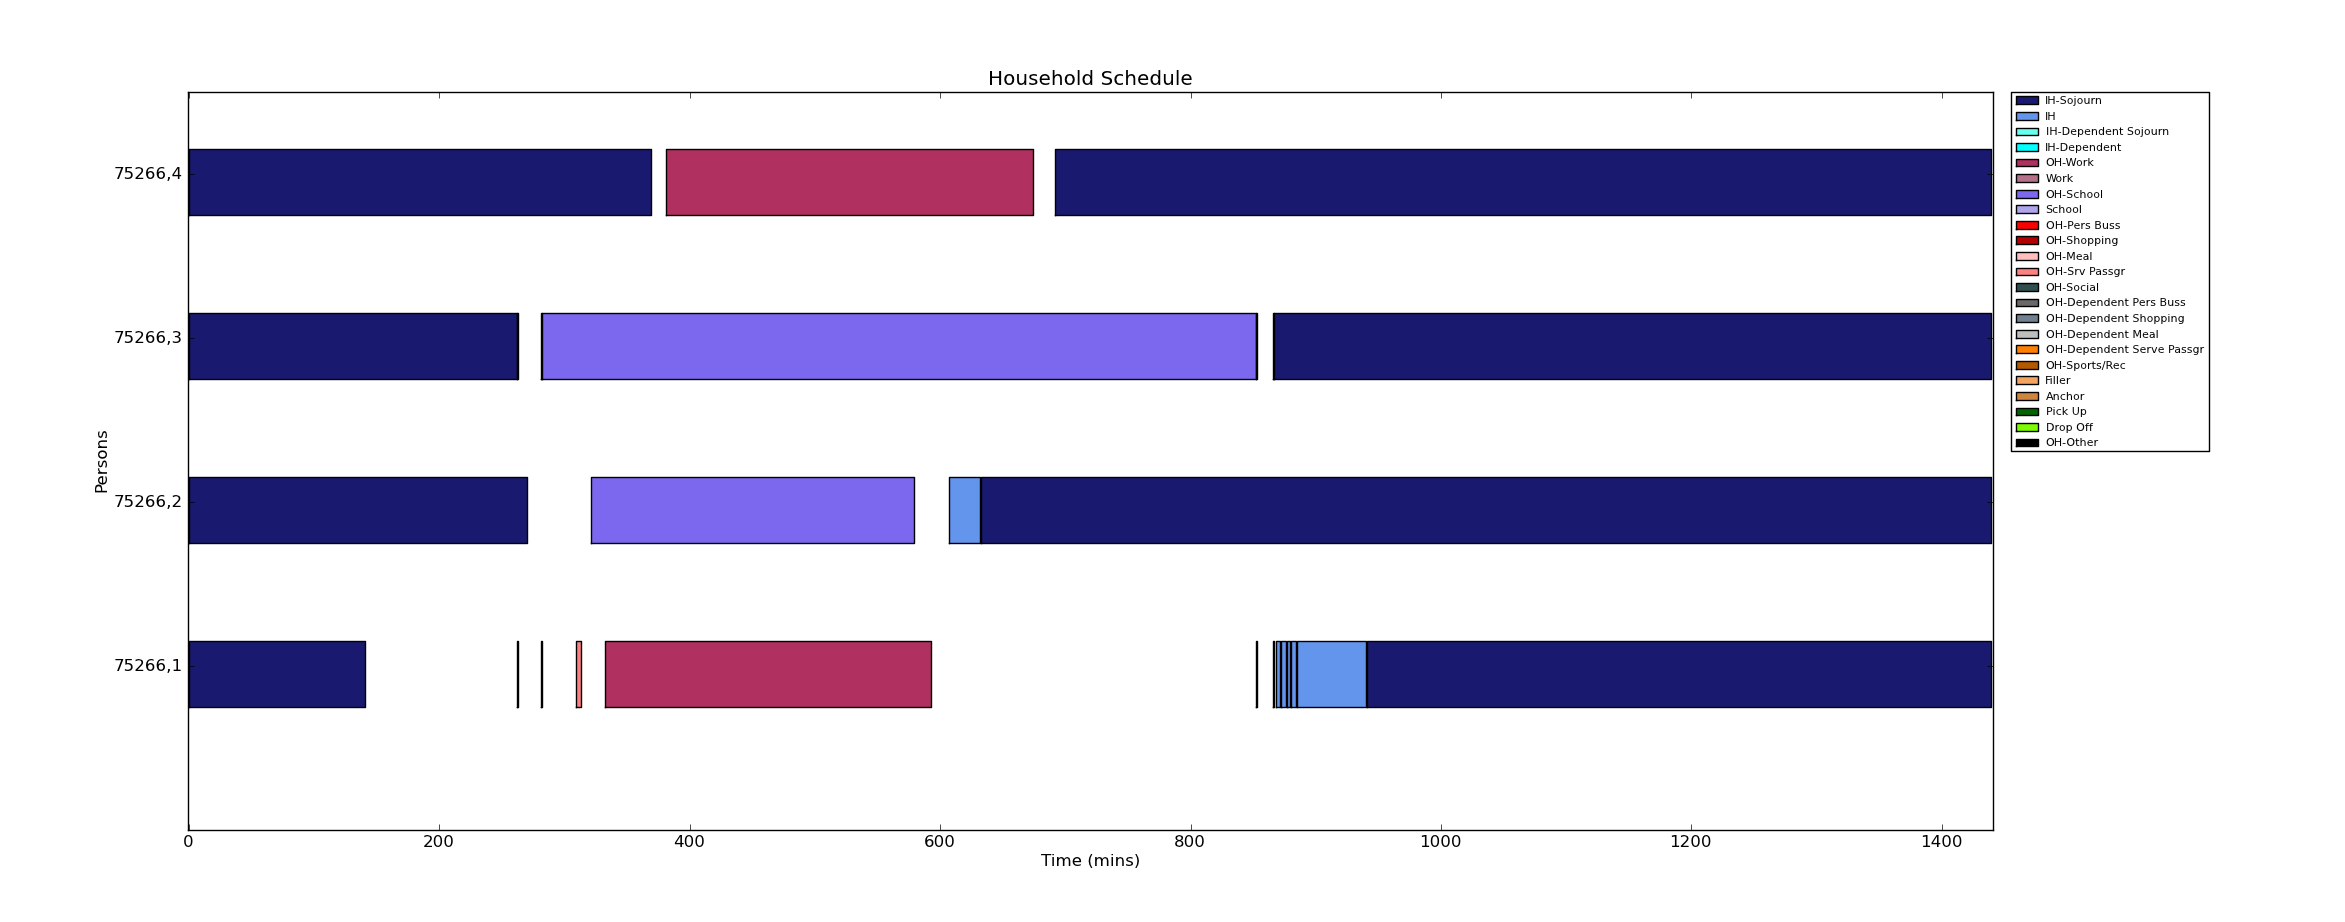 Household Schedule
75266,4
75266,3
75266,2
75266,1
Persons
0 200 400 600 800 1000 1200 1400
Time (mins)
IH-Sojourn
IH
IH-Dependent Sojourn
IH-Dependent
OH-Work
Work
OH-School
School
OH-Pers Buss
OH-Shopping
OH-Meal
OH-Srv Passgr
OH-Social
OH-Dependent Pers Buss
OH-Dependent Shopping
OH-Dependent Meal
OH-Dependent Serve Passgr
OH-Sports/Rec
Filler
Anchor
Pick Up
Drop Off
OH-Other